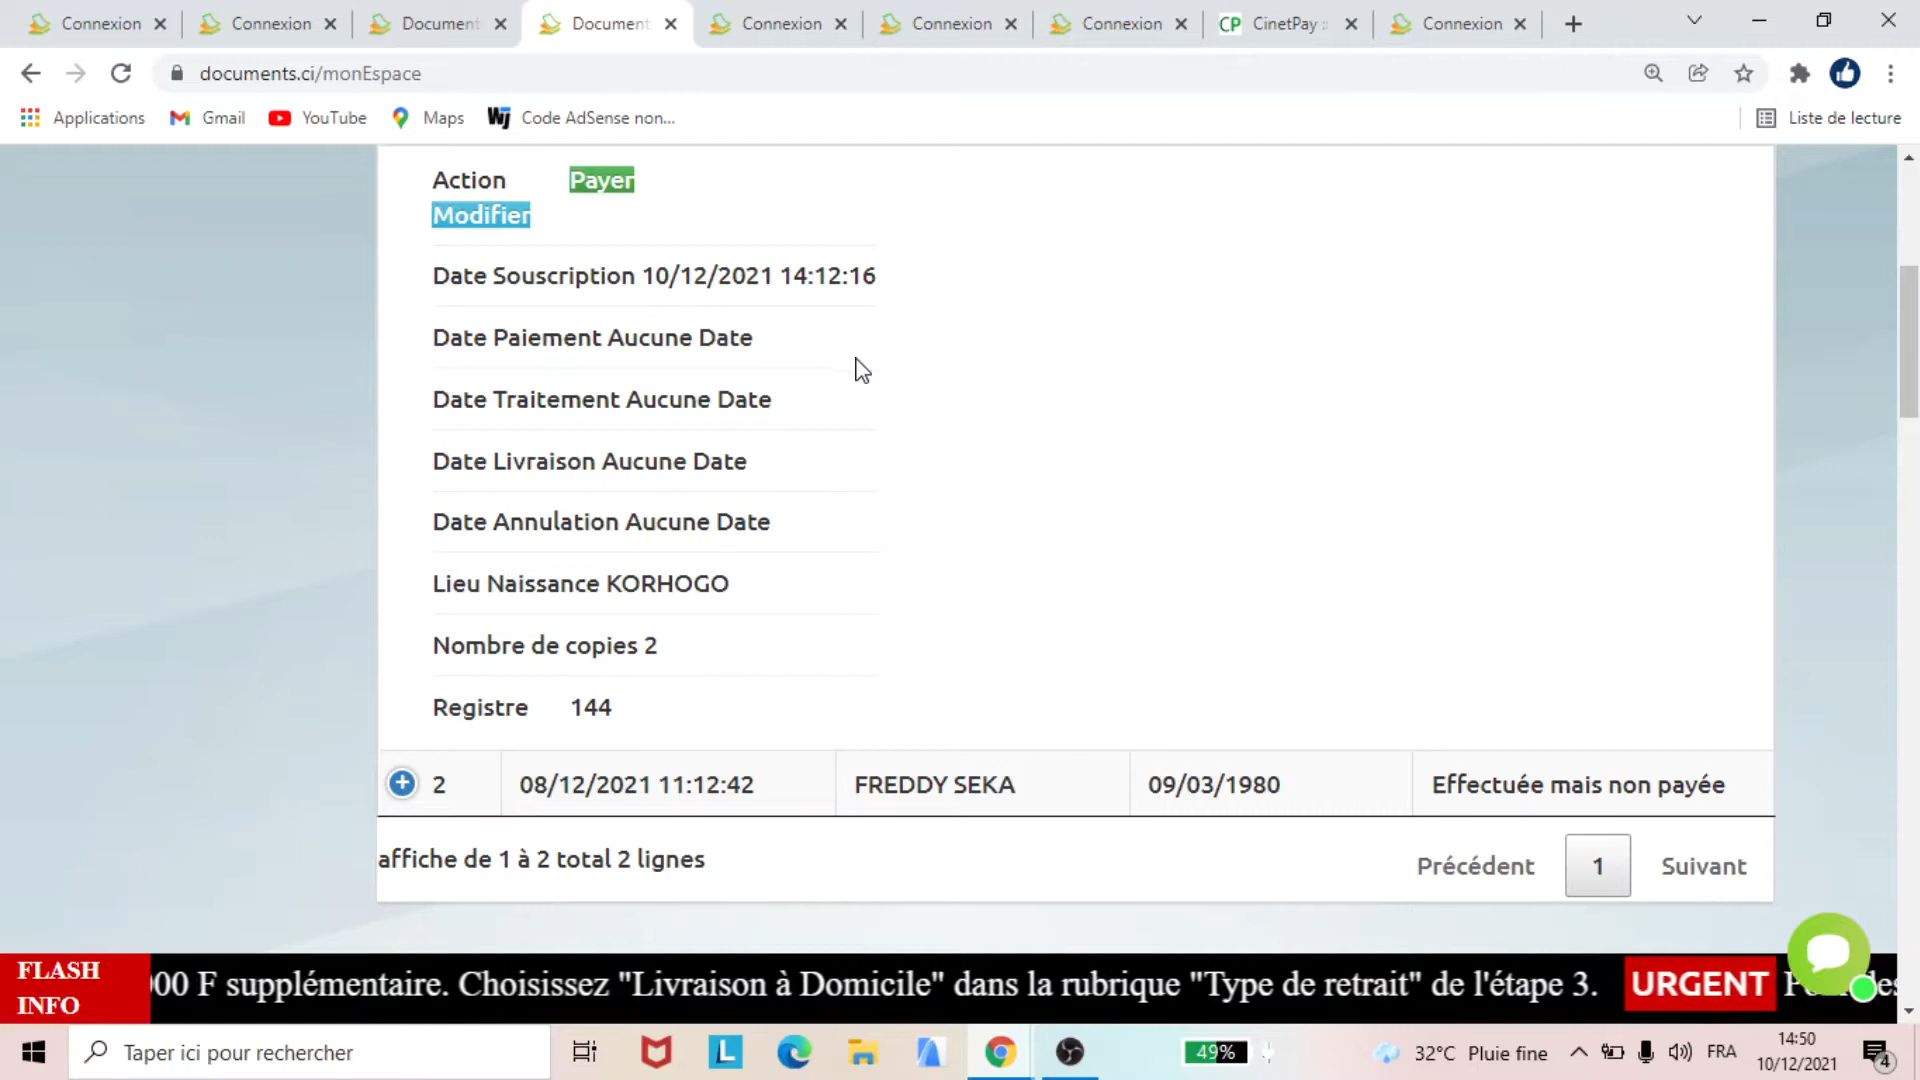 Connexion
Connexion
Document
Document
Connexion
Connexion
Connexion
CP CinetPay :
Connexion
documents.ci/monEspace
Applications
Gmail
YouTube
Maps
Code AdSense non...
Liste de lecture
Action Payer
Modifier
Date Souscription 10/12/2021 14:12:16
Date Paiement Aucune Date
Date Traitement Aucune Date
Date Livraison Aucune Date
Date Annulation Aucune Date
Lieu Naissance KORHOGO
Nombre de copies 2
Registre 144
2 08/12/2021 11:12:42 FREDDY SEKA 09/03/1980 Effectuée mais non payée
affiche de 1 à 2 total 2 lignes
Précédent 1 Suivant
FLASH
INFO
00 F supplémentaire. Choisissez "Livraison à Domicile" dans la rubrique "Type de retrait" de l'étape 3. URGENT
Taper ici pour rechercher
49%
32°C Pluie fine
FRA
14:50
10/12/2021
4